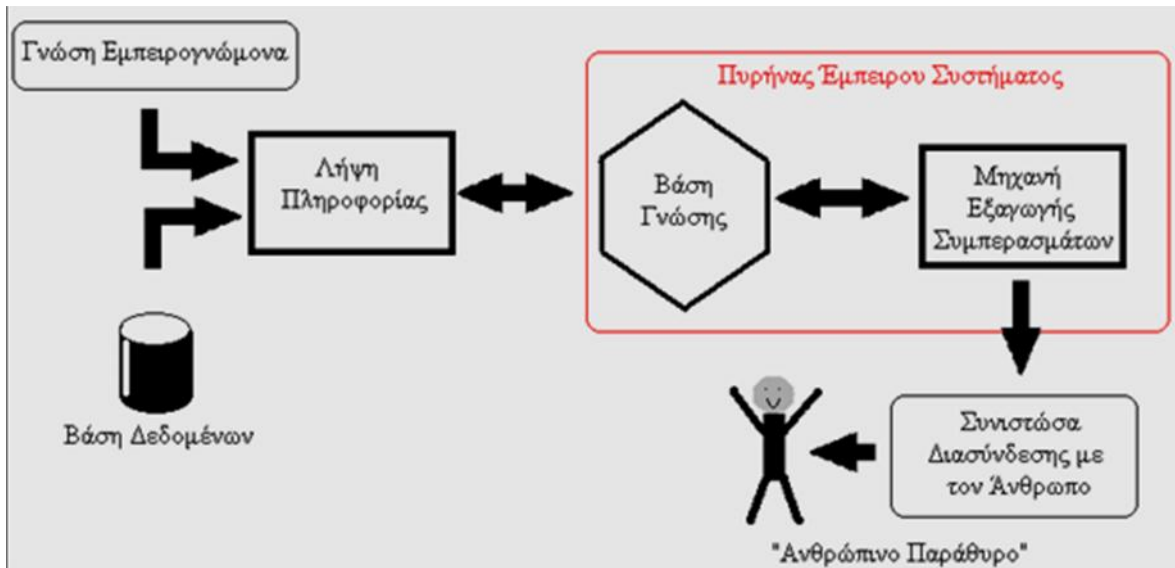 Γνώση Εμπειρογνώμονα
Πυρήνας Έμπειρου Συστήματος
Λήψη
Πληροφορίας
Βάση
Γνώσης
Μηχανή
Εξαγωγής
Συμπερασμάτων
Βάση Δεδομένων
Συνιστώσα
Διασύνδεσης με
τον Άνθρωπο
"Ανθρώπινο Παράθυρο"